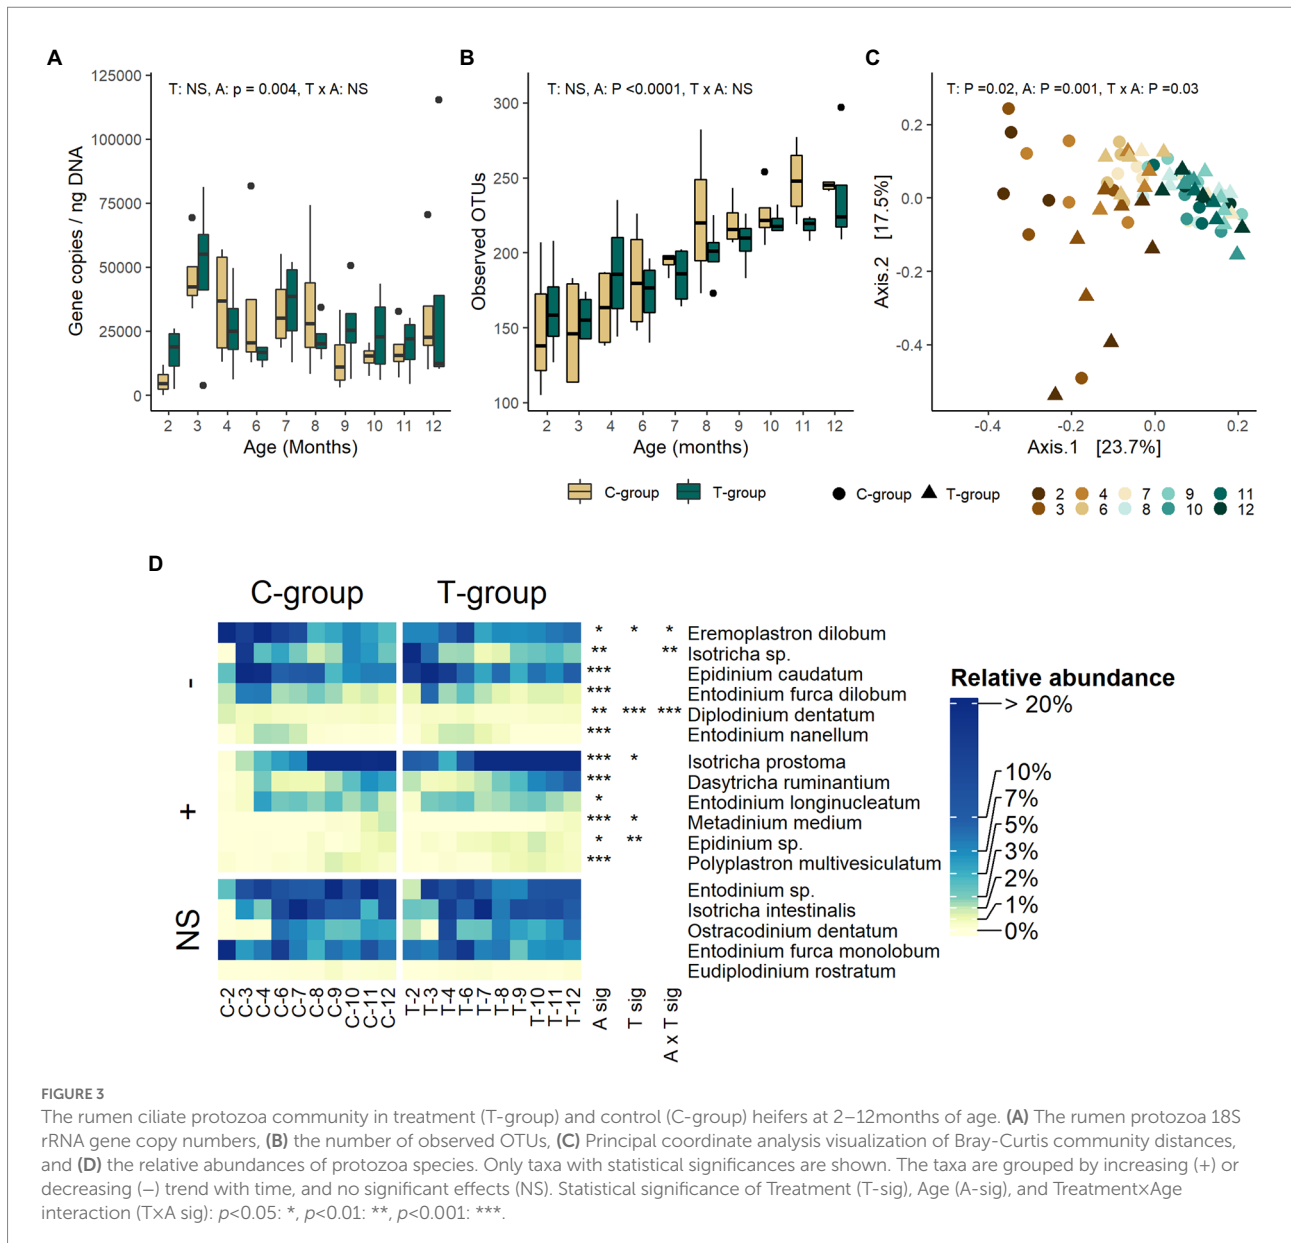 A
T: NS, A: p = 0.004, T x A: NS
Gene copies / ng DNA
125000
100000
75000
50000
25000
0
2 3 4 6 7 8 9 10 11 12
Age (Months)
B
T: NS, A: P <0.0001, T x A: NS
Observed OTUs
300
250
200
150
100
2 3 4 6 7 8 9 10 11 12
Age (months)
C
T: P =0.02, A: P =0.001, T x A: P =0.03
Axis.2 [17.5%]
0.2
0.0
-0.2
-0.4
-0.4 -0.2 0.0 0.2
Axis.1 [23.7%]
C-group T-group
C-group T-group
2 4 7 9 11
3 6 8 10 12
D
C-group T-group
-
* * * Eremoplastron dilobum
** ** Isotricha sp.
*** Epidinium caudatum
*** Entodinium furca dilobum
** *** *** Diplodinium dentatum
*** Entodinium nanellum
+
*** * Isotricha prostoma
*** Dasytricha ruminantium
* Entodinium longinucleatum
*** * Metadinium medium
* ** Epidinium sp.
*** Polyplastron multivesiculatum
NS
Entodinium sp.
Isotricha intestinalis
Ostracodinium dentatum
Entodinium furca monolobum
Eudiplodinium rostratum
C-2 C-3 C-4 C-6 C-7 C-8 C-9 C-10 C-11 C-12 T-2 T-3 T-4 T-6 T-7 T-8 T-9 T-10 T-11 T-12 A sig T sig A x T sig
Relative abundance
> 20%
10%
7%
5%
3%
2%
1%
0%
FIGURE 3
The rumen ciliate protozoa community in treatment (T-group) and control (C-group) heifers at 2–12months of age. (A) The rumen protozoa 18S
rRNA gene copy numbers, (B) the number of observed OTUs, (C) Principal coordinate analysis visualization of Bray-Curtis community distances,
and (D) the relative abundances of protozoa species. Only taxa with statistical significances are shown. The taxa are grouped by increasing (+) or
decreasing (−) trend with time, and no significant effects (NS). Statistical significance of Treatment (T-sig), Age (A-sig), and Treatment×Age
interaction (T×A sig): p<0.05: *, p<0.01: **, p<0.001: ***.